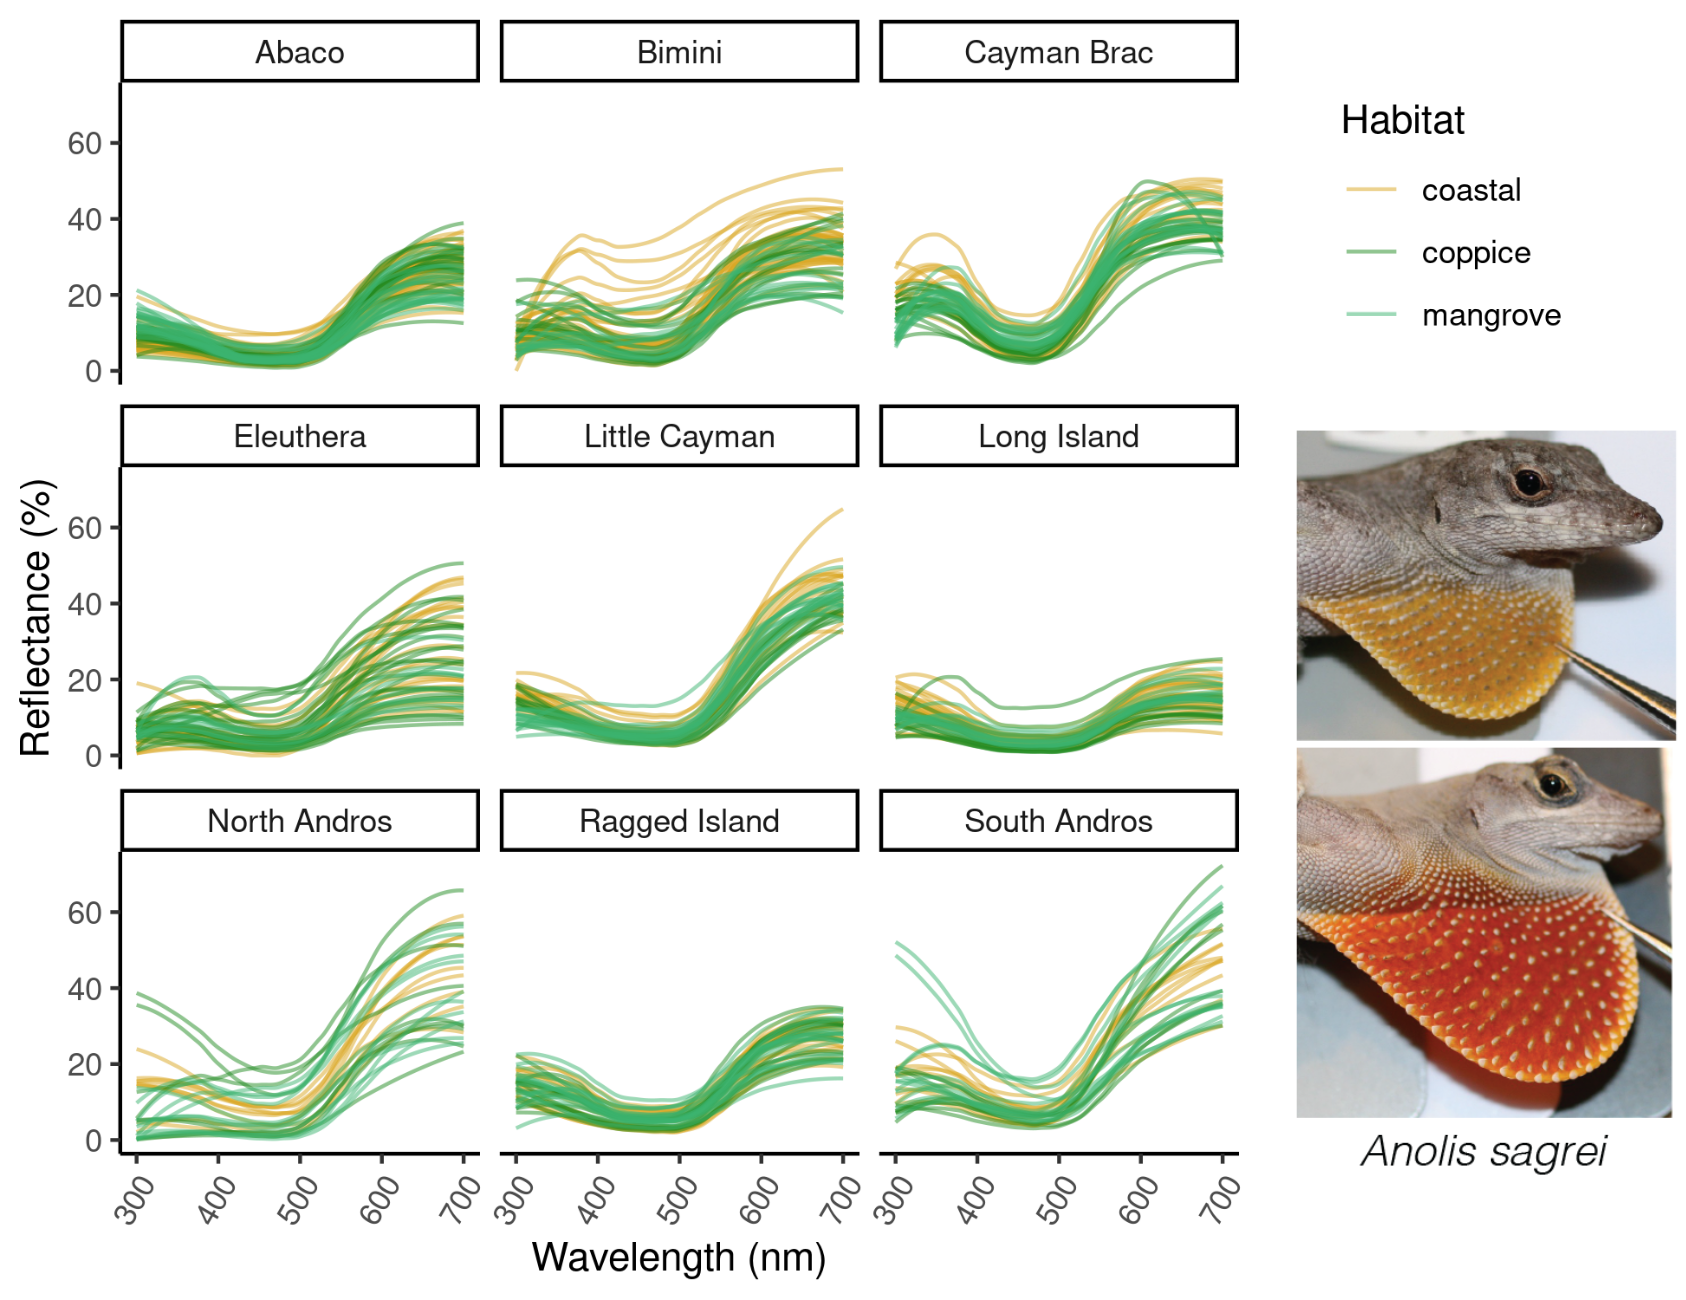 Abaco
Bimini
Cayman Brac
60
40
20
0
Eleuthera
Little Cayman
Long Island
60
40
20
0
North Andros
Ragged Island
South Andros
60
40
20
0
300 400 500 600 700
300 400 500 600 700
300 400 500 600 700
Wavelength (nm)
Reflectance (%)
Habitat
coastal
coppice
mangrove
Anolis sagrei